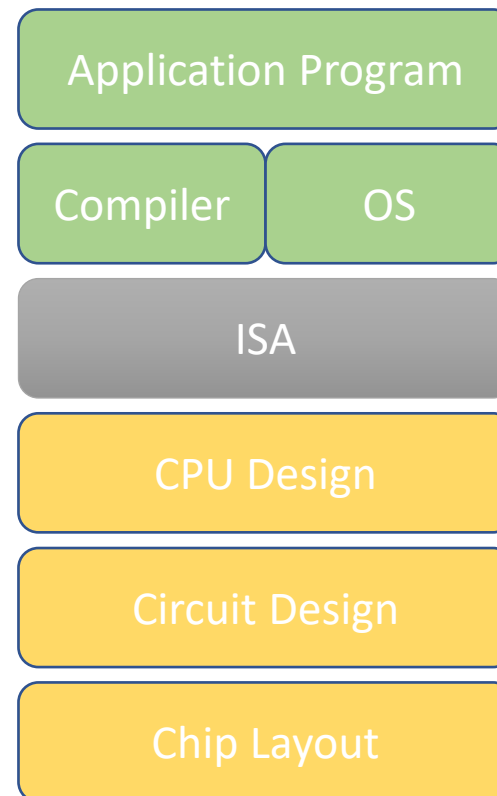 Application Program
Compiler OS
ISA
CPU Design
Circuit Design
Chip Layout